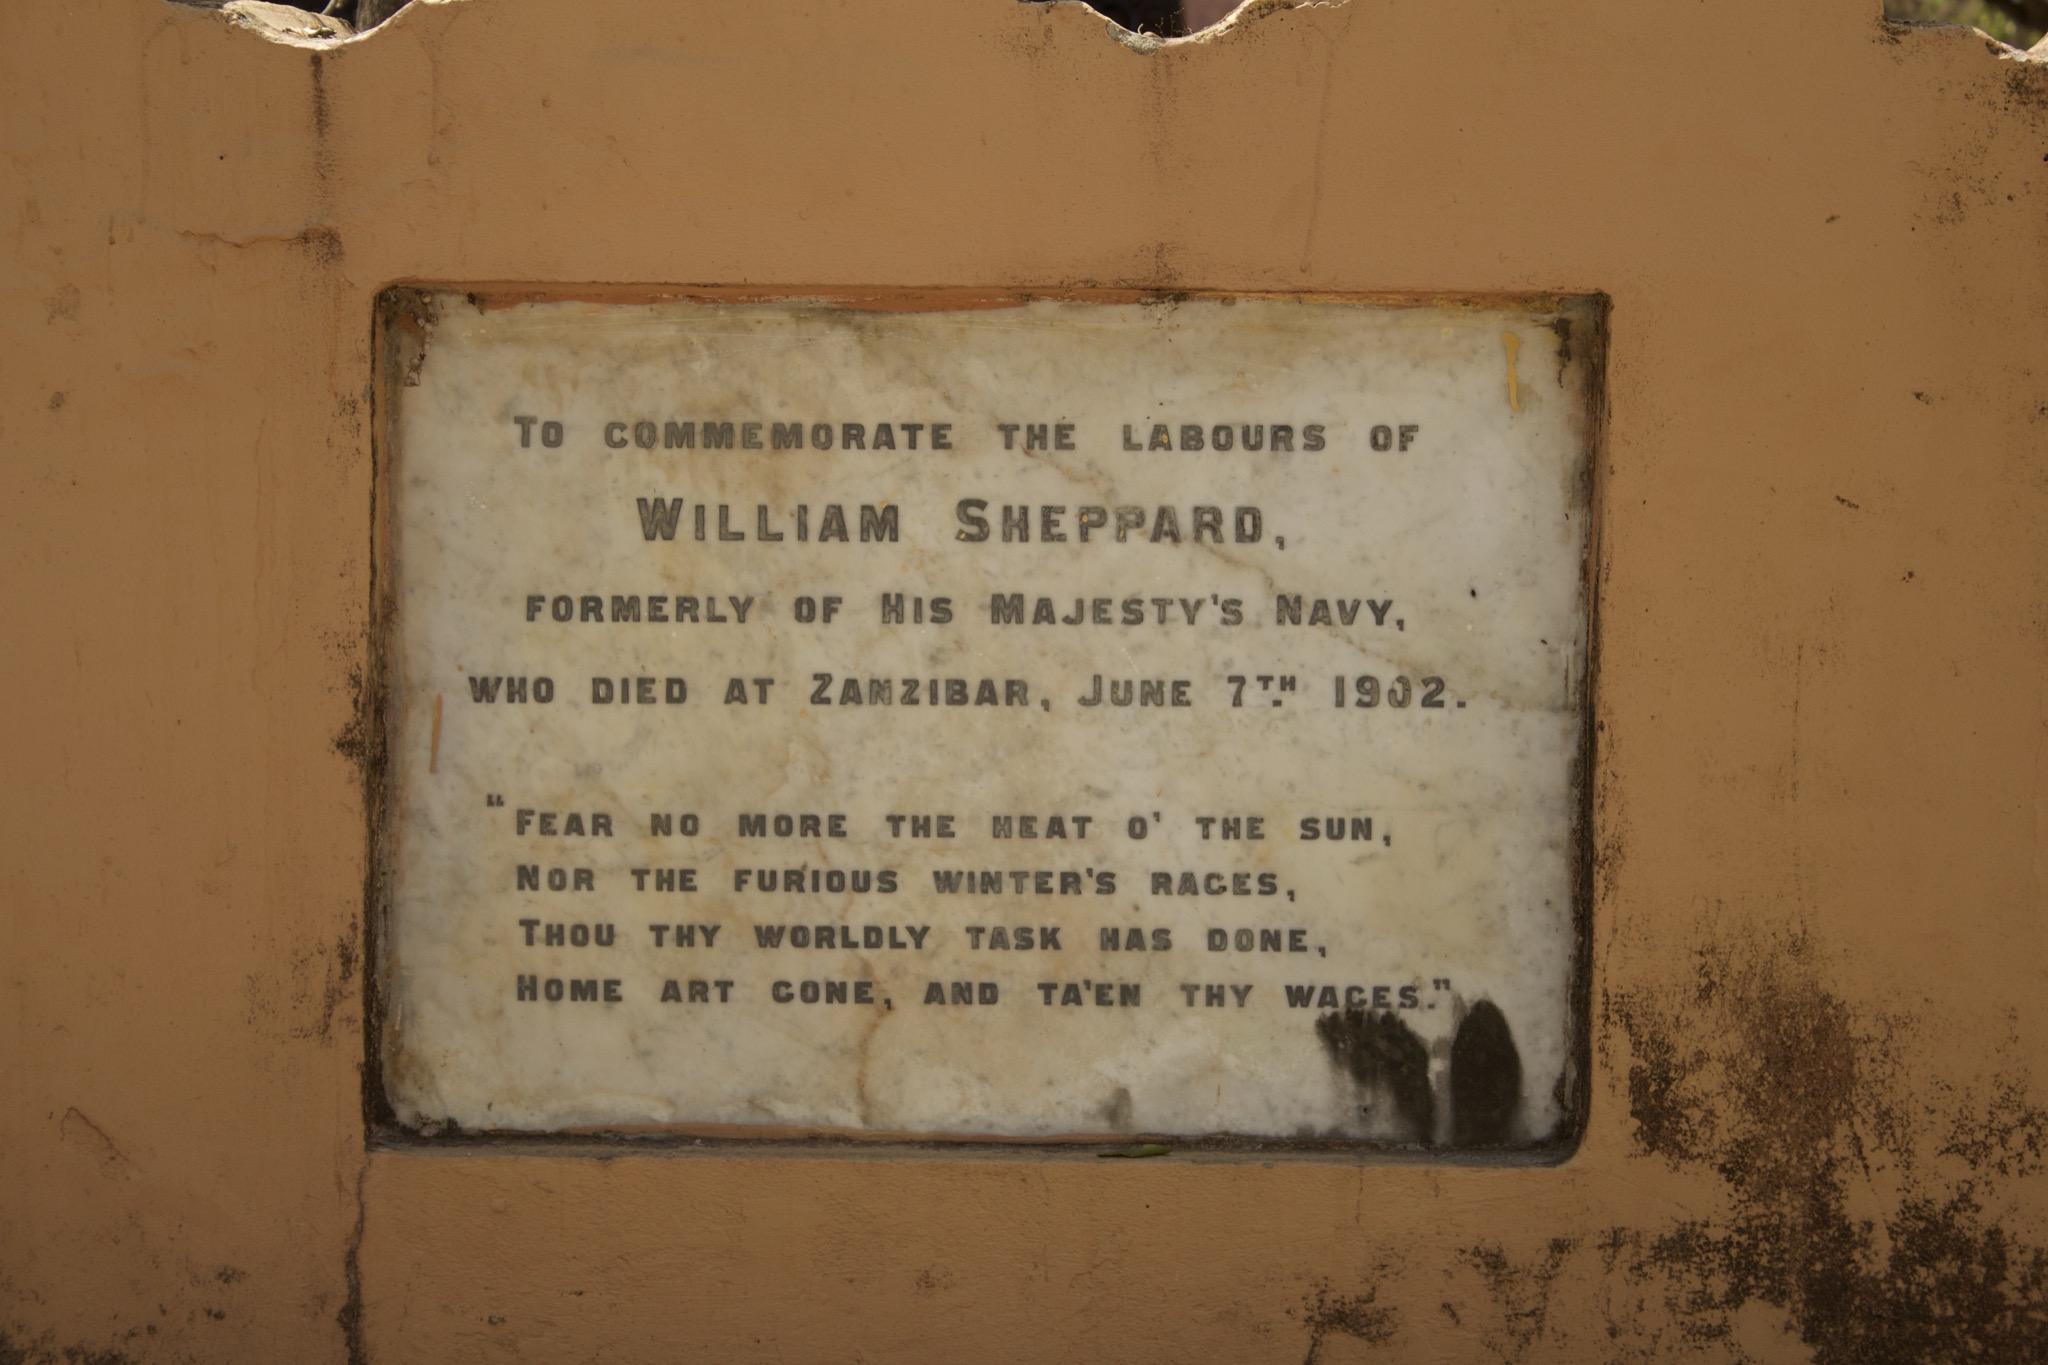 To commemorate the labours of
William Sheppard,
formerly of His Majesty's Navy,
who died at Zanzibar, June 7TH. 1902.
"Fear no more the heat o' the sun,
Nor the furious winter's rages,
Thou thy worldly task has done,
Home art gone, and ta'en thy wages."